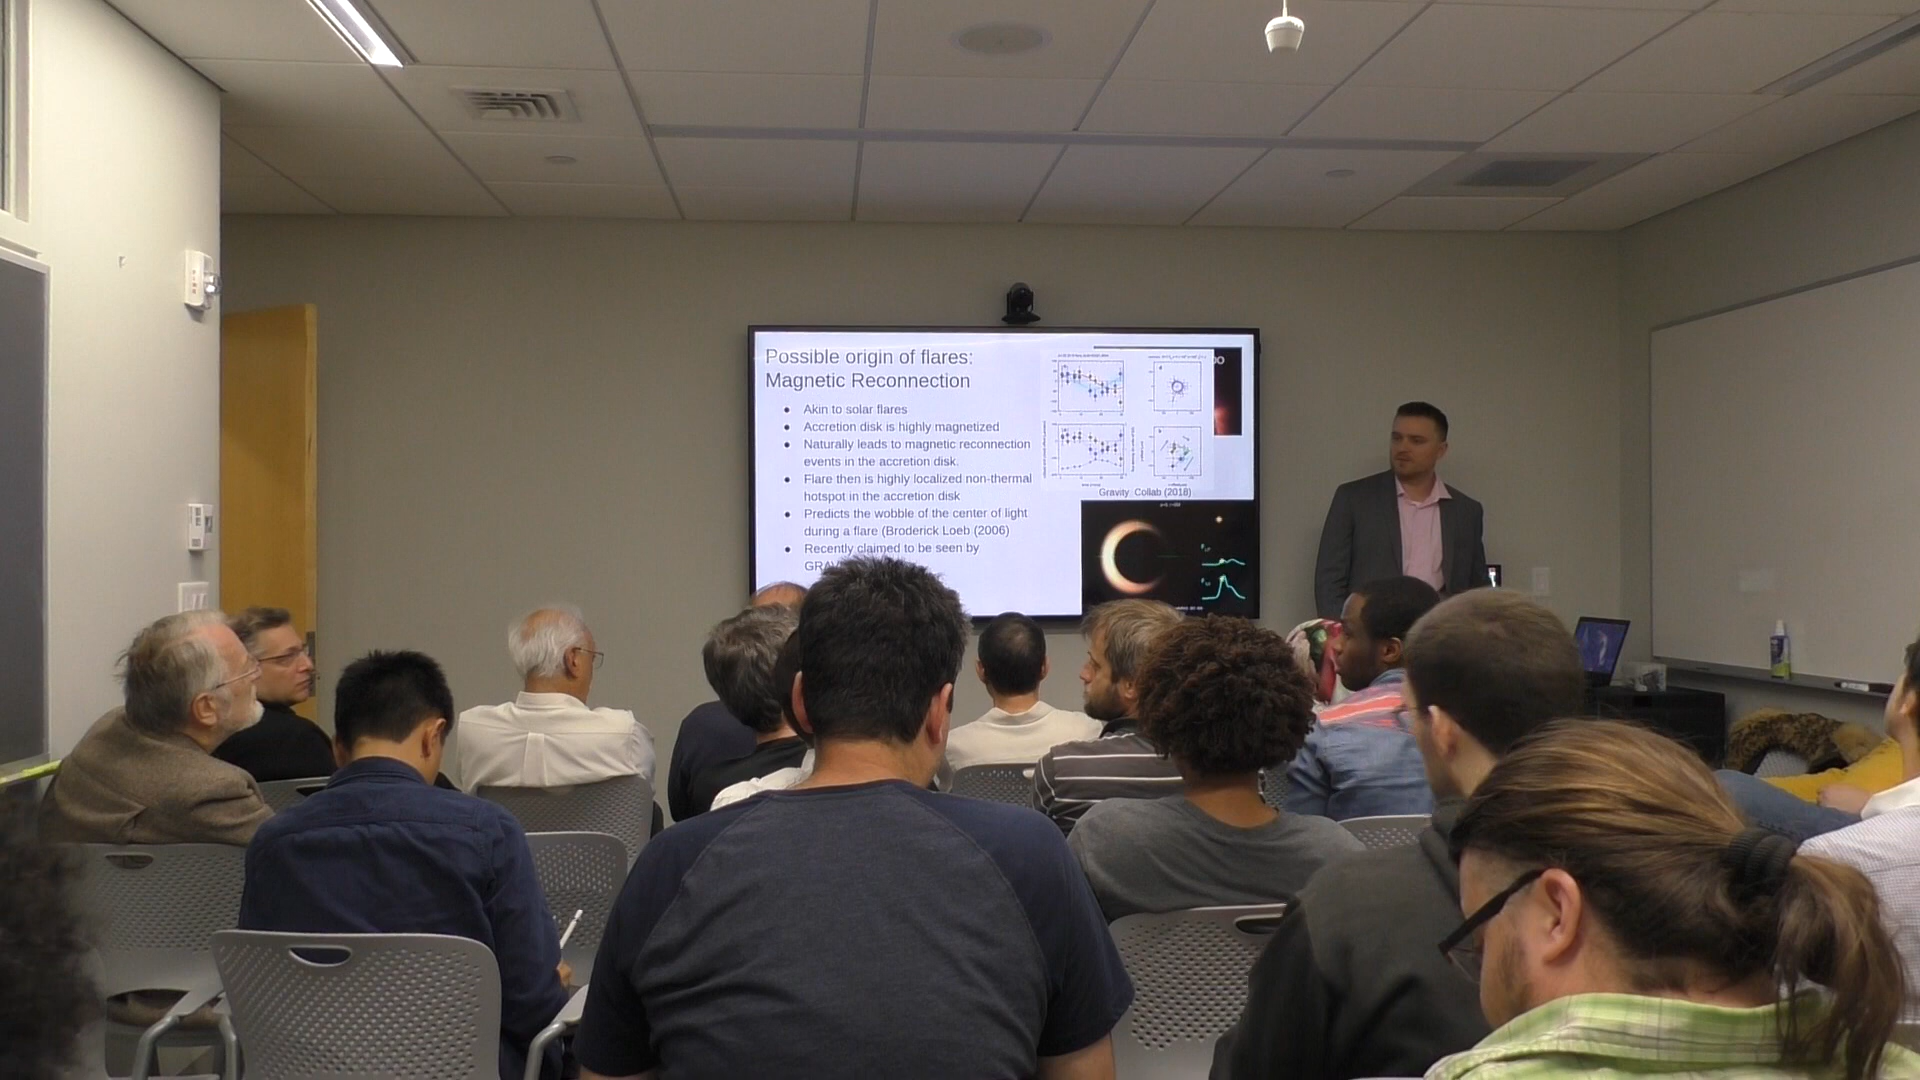 Possible origin of flares:
Magnetic Reconnection
● Akin to solar flares
● Accretion disk is highly magnetized
● Naturally leads to magnetic reconnection
events in the accretion disk.
● Flare then is highly localized non-thermal
hotspot in the accretion disk
● Predicts the wobble of the center of light
during a flare (Broderick Loeb (2006)
● Recently claimed to be seen by
Gravity Collab (2018)